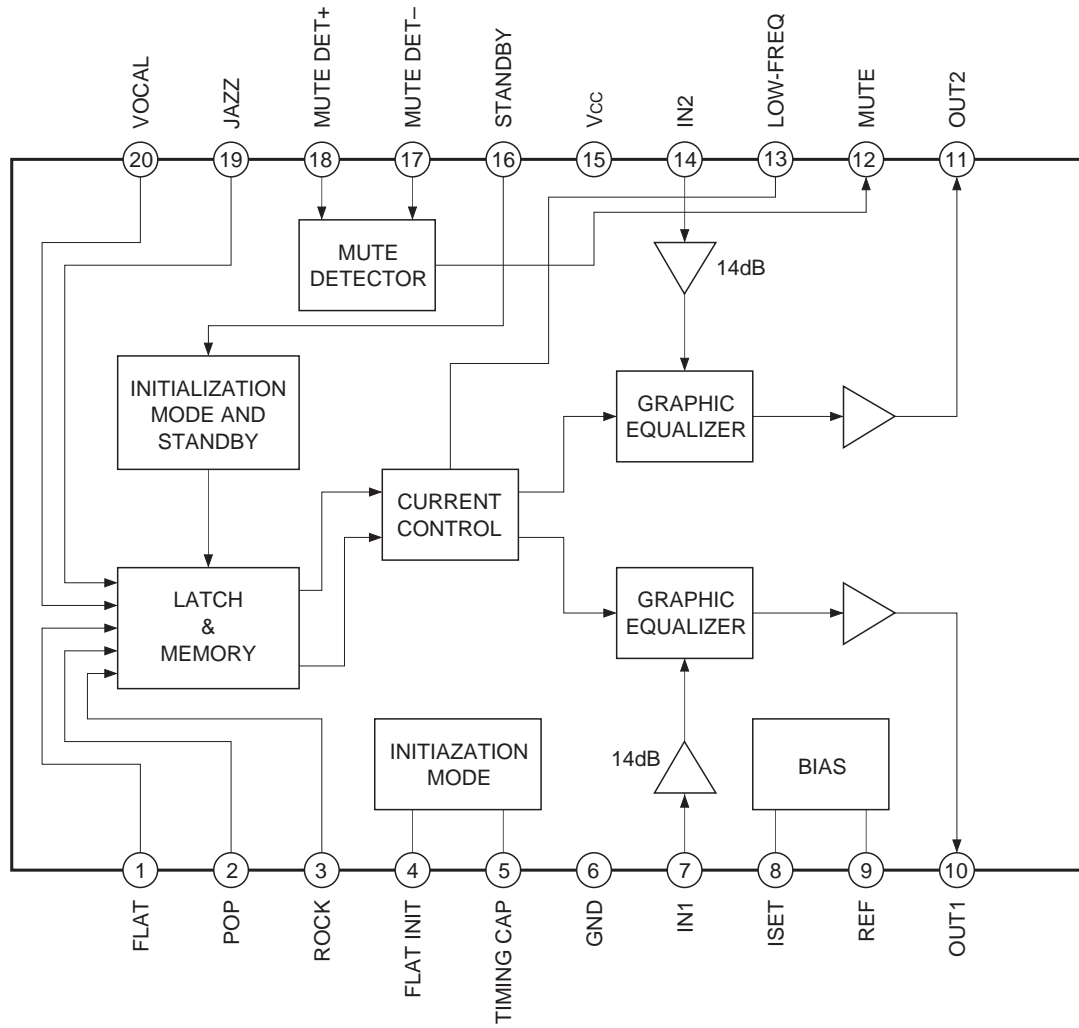 VOCAL
JAZZ
MUTE DET+
MUTE DET–
STANDBY
Vcc
IN2
LOW-FREQ
MUTE
OUT2
20
19
18
17
16
15
14
13
12
11
MUTE
DETECTOR
14dB
INITIALIZATION
MODE AND
STANDBY
GRAPHIC
EQUALIZER
CURRENT
CONTROL
LATCH
&
MEMORY
GRAPHIC
EQUALIZER
INITIAZATION
MODE
14dB
BIAS
1
2
3
4
5
6
7
8
9
10
FLAT
POP
ROCK
FLAT INIT
TIMING CAP
GND
IN1
ISET
REF
OUT1